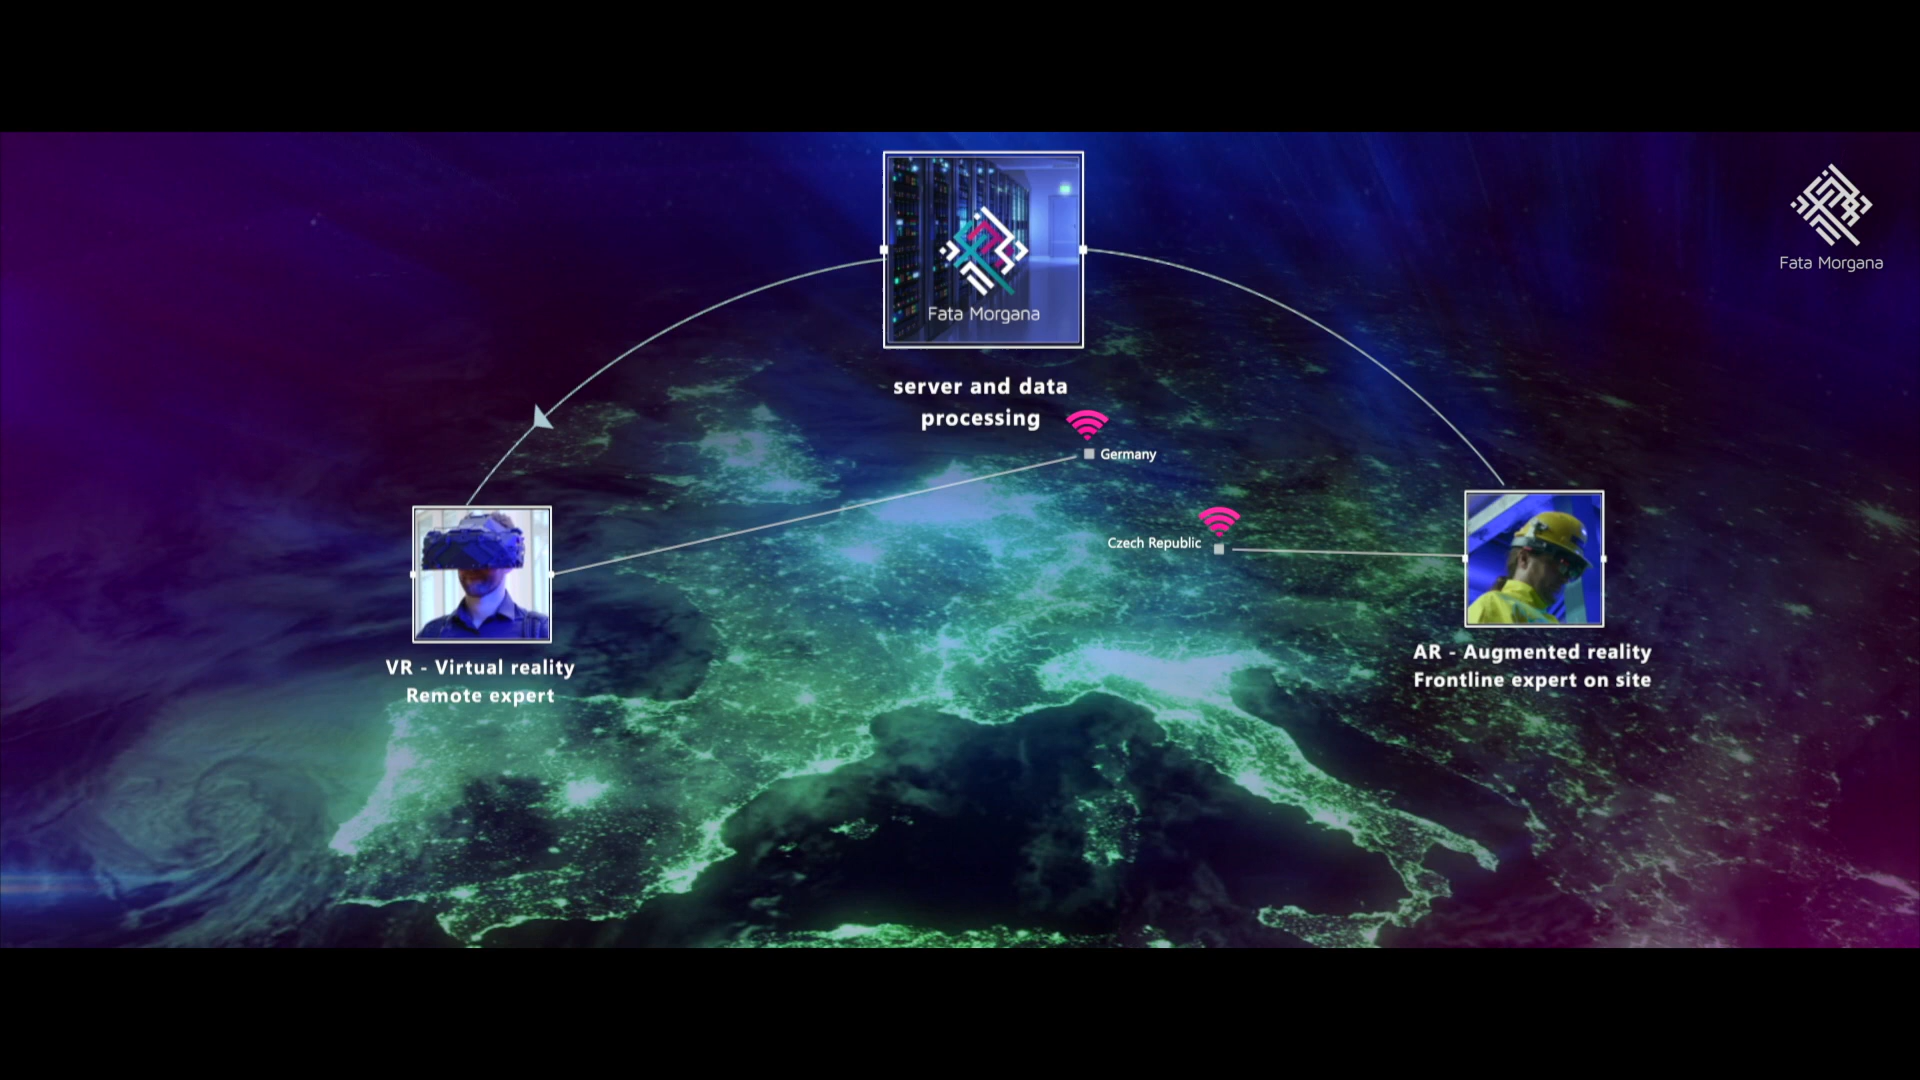 Fata Morgana
Fata Morgana
server and data
processing
Germany
Czech Republic
VR - Virtual reality
Remote expert
AR - Augmented reality
Frontline expert on site